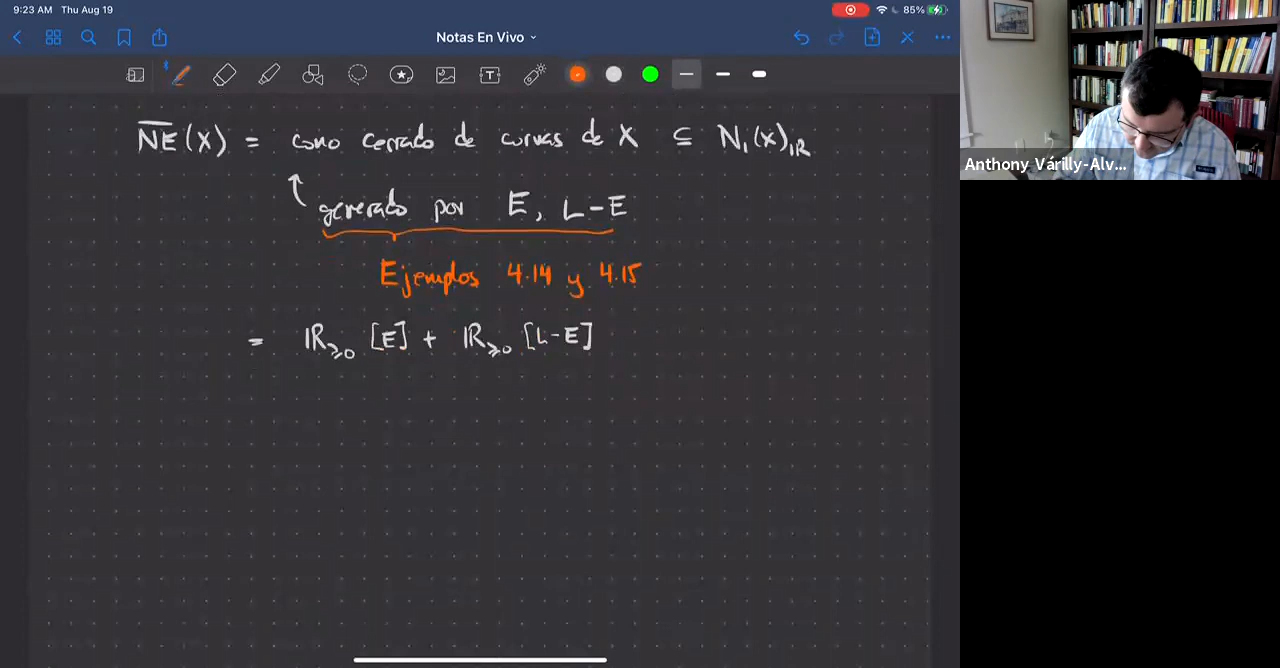 9:23 AM Thu Aug 19
85%
Notas En Vivo
NE̅(X) = cono cerrado de curvas de X ⊆ N₁(X)_ℝ
generado por E, L-E
Ejemplos 4.14 y 4.15
= ℝ≥0 [E] + ℝ≥0 [L-E]
Anthony Várilly-Alv...